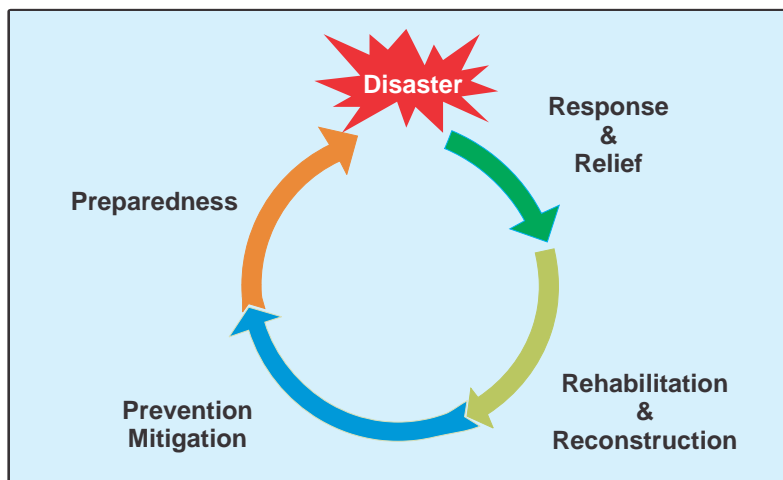 Disaster
Response
&
Relief
Rehabilitation
&
Reconstruction
Prevention
Mitigation
Preparedness